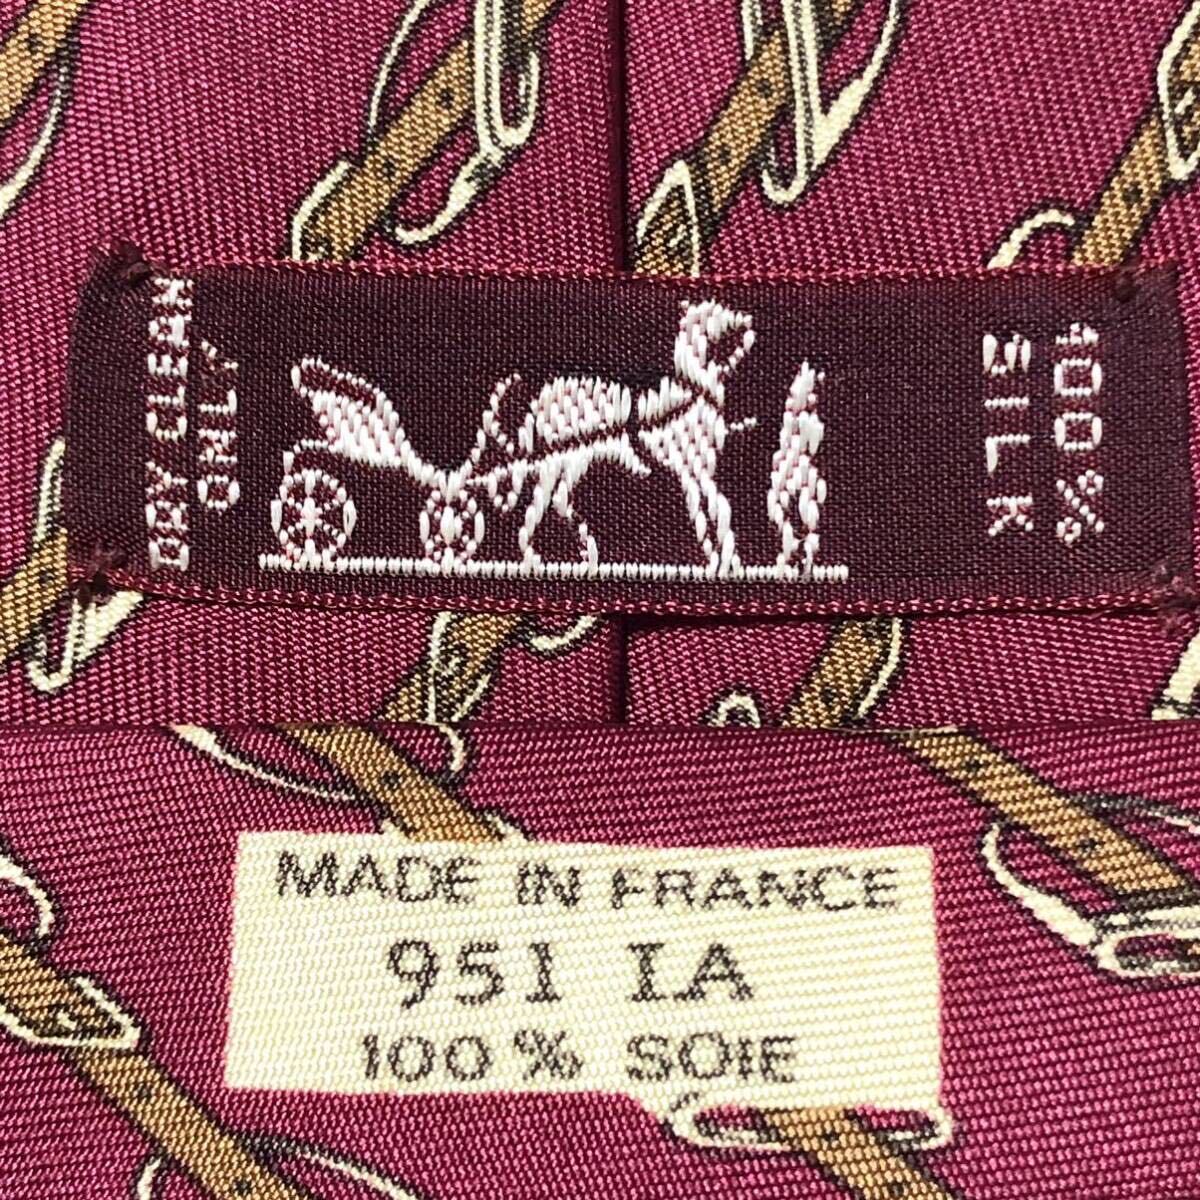 DRY CLEAN
ONLY
100%
SILK
MADE IN FRANCE
951 IA
100% SOIE